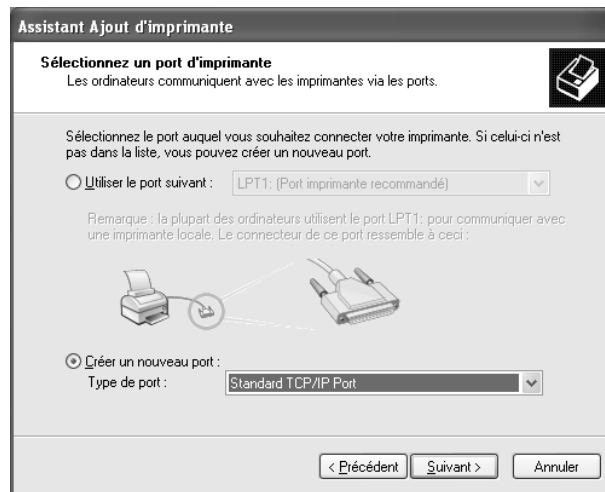 Assistant Ajout d'imprimante
Sélectionnez un port d'imprimante
Les ordinateurs communiquent avec les imprimantes via les ports.
Sélectionnez le port auquel vous souhaitez connecter votre imprimante. Si celui-ci n'est
pas dans la liste, vous pouvez créer un nouveau port.
Utiliser le port suivant : LPT1: (Port imprimante recommandé)
Remarque : la plupart des ordinateurs utilisent le port LPT1: pour communiquer avec
une imprimante locale. Le connecteur de ce port ressemble à ceci :
Créer un nouveau port :
Type de port : Standard TCP/IP Port
< Précédent Suivant > Annuler